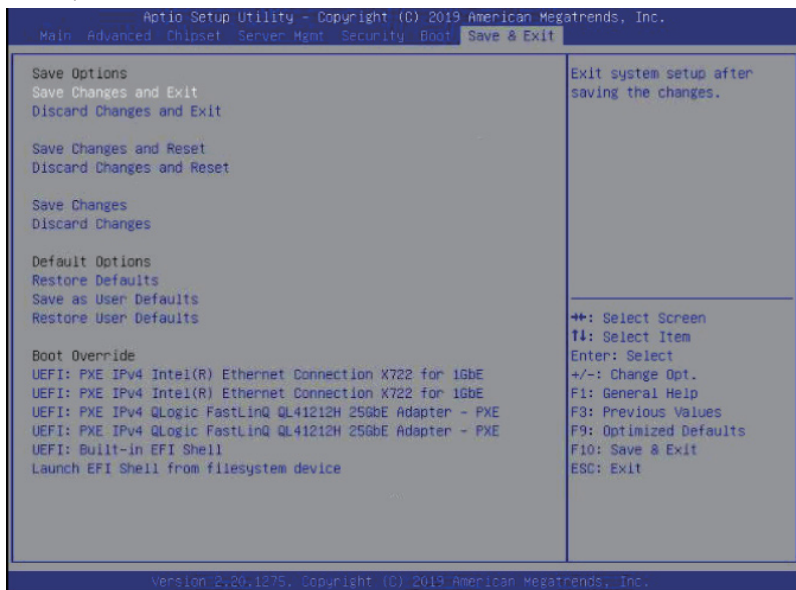 Aptio Setup Utility - Copyright (C) 2019 American Megatrends, Inc.
Main Advanced Chipset Server Mgmt Security Boot Save & Exit
Save Options
Save Changes and Exit
Discard Changes and Exit
Save Changes and Reset
Discard Changes and Reset
Save Changes
Discard Changes
Default Options
Restore Defaults
Save as User Defaults
Restore User Defaults
Boot Override
UEFI: PXE IPv4 Intel(R) Ethernet Connection X722 for 1GbE
UEFI: PXE IPv4 Intel(R) Ethernet Connection X722 for 1GbE
UEFI: PXE IPv4 QLogic FastLinQ QL41212H 25GbE Adapter - PXE
UEFI: PXE IPv4 QLogic FastLinQ QL41212H 25GbE Adapter - PXE
UEFI: Built-in EFI Shell
Launch EFI Shell from filesystem device
Exit system setup after
saving the changes.
→←: Select Screen
↑↓: Select Item
Enter: Select
+/-: Change Opt.
F1: General Help
F3: Previous Values
F9: Optimized Defaults
F10: Save & Exit
ESC: Exit
Version 2.20.1275. Copyright (C) 2019 American Megatrends, Inc.